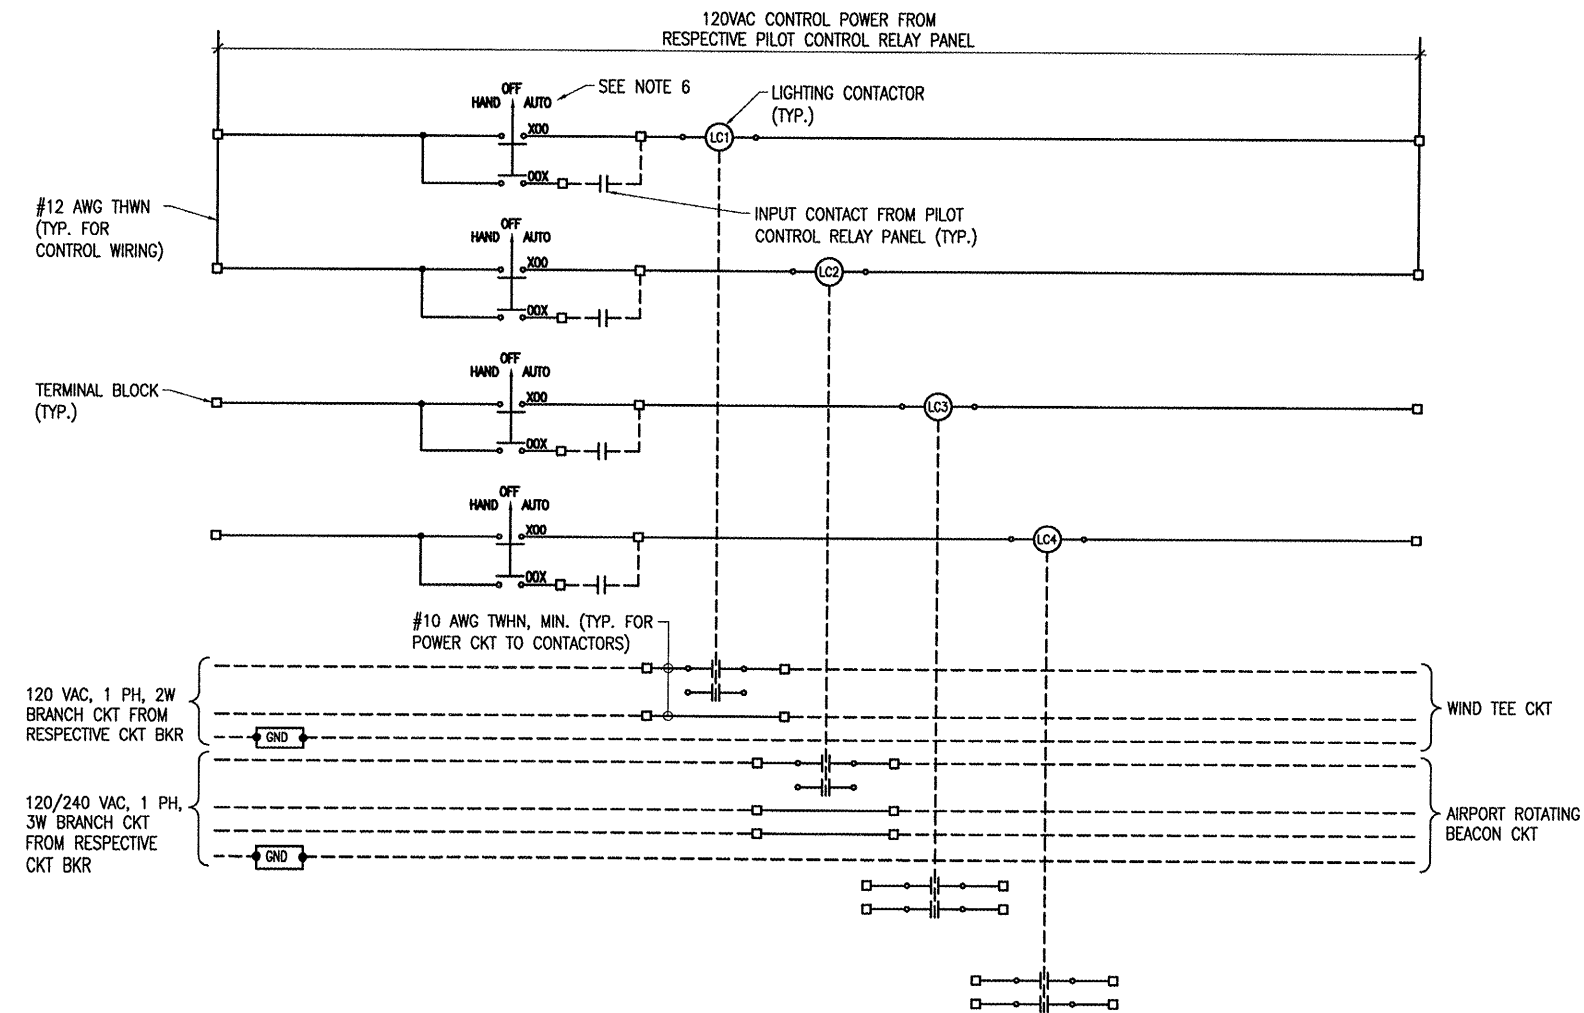 120VAC CONTROL POWER FROM
RESPECTIVE PILOT CONTROL RELAY PANEL
OFF
HAND AUTO
SEE NOTE 6
LIGHTING CONTACTOR
(TYP.)
X00
LC1
00X
#12 AWG THWN
(TYP. FOR
CONTROL WIRING)
INPUT CONTACT FROM PILOT
CONTROL RELAY PANEL (TYP.)
OFF
HAND AUTO
X00
LC2
00X
OFF
HAND AUTO
TERMINAL BLOCK
(TYP.)
X00
LC3
00X
OFF
HAND AUTO
X00
LC4
00X
#10 AWG TWHN, MIN. (TYP. FOR
POWER CKT TO CONTACTORS)
120 VAC, 1 PH, 2W
BRANCH CKT FROM
RESPECTIVE CKT BKR
GND
WIND TEE CKT
120/240 VAC, 1 PH,
3W BRANCH CKT
FROM RESPECTIVE
CKT BKR
GND
AIRPORT ROTATING
BEACON CKT